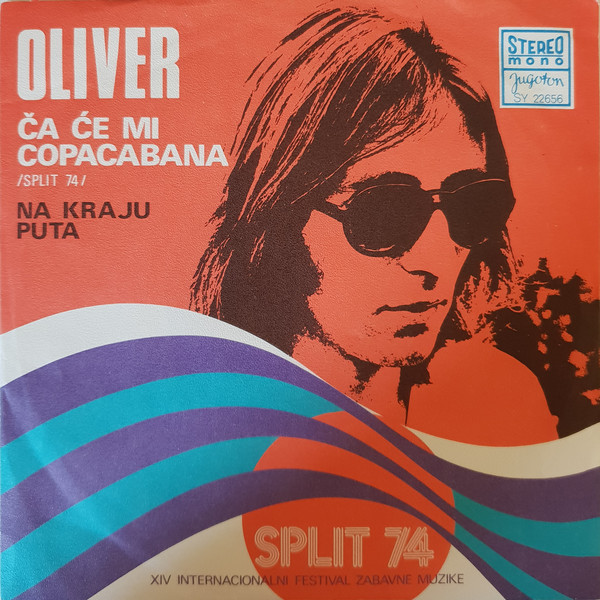 OLIVER
ČA ĆE MI
COPACABANA
/SPLIT 74/
NA KRAJU
PUTA
STEREO
mono
Jugoton
SY 22656
SPLIT 74
XIV INTERNACIONALNI FESTIVAL ZABAVNE MUZIKE